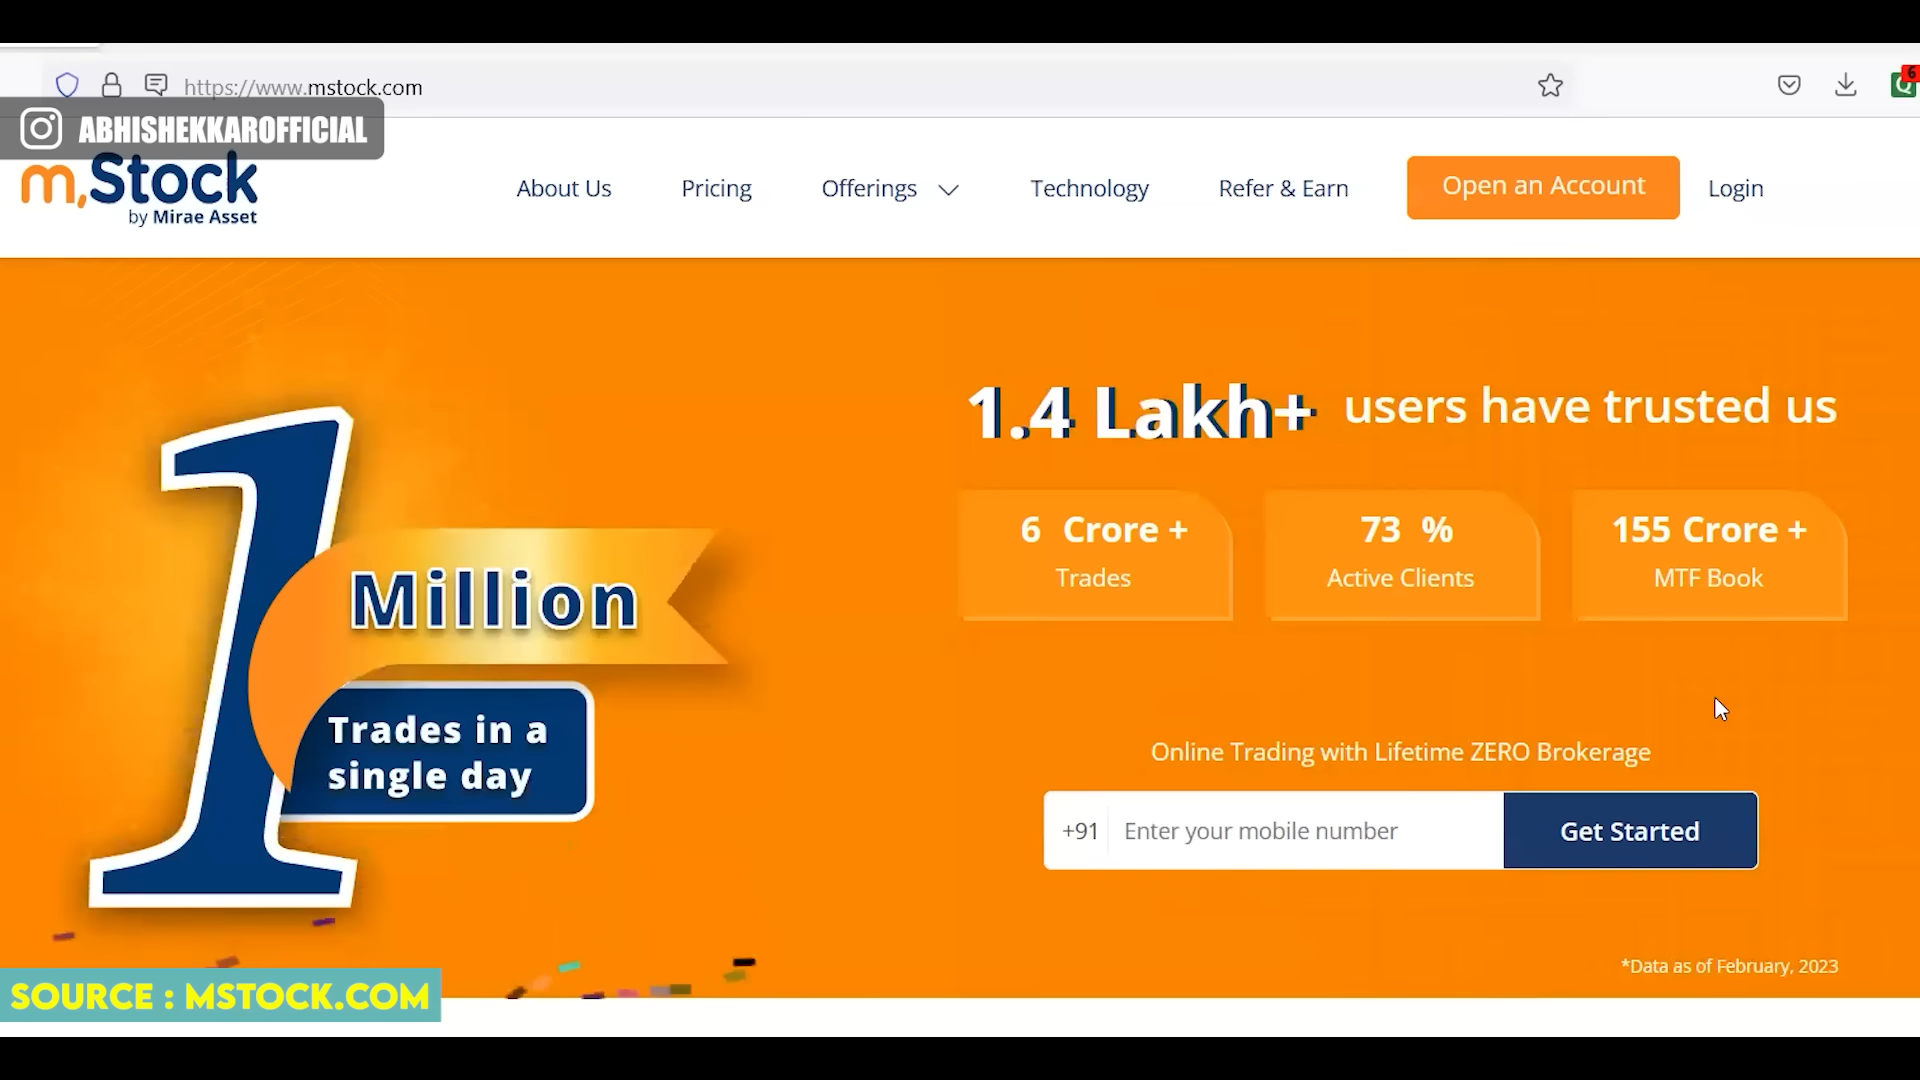 https://www.mstock.com
6
Q
ABHISHEKKAROFFICIAL
m.Stock
by Mirae Asset
About Us
Pricing
Offerings
Technology
Refer & Earn
Open an Account
Login
1
Million
Trades in a
single day
1.4 Lakh+ users have trusted us
6 Crore +
Trades
73 %
Active Clients
155 Crore +
MTF Book
Online Trading with Lifetime ZERO Brokerage
+91 Enter your mobile number
Get Started
*Data as of February, 2023
SOURCE : MSTOCK.COM